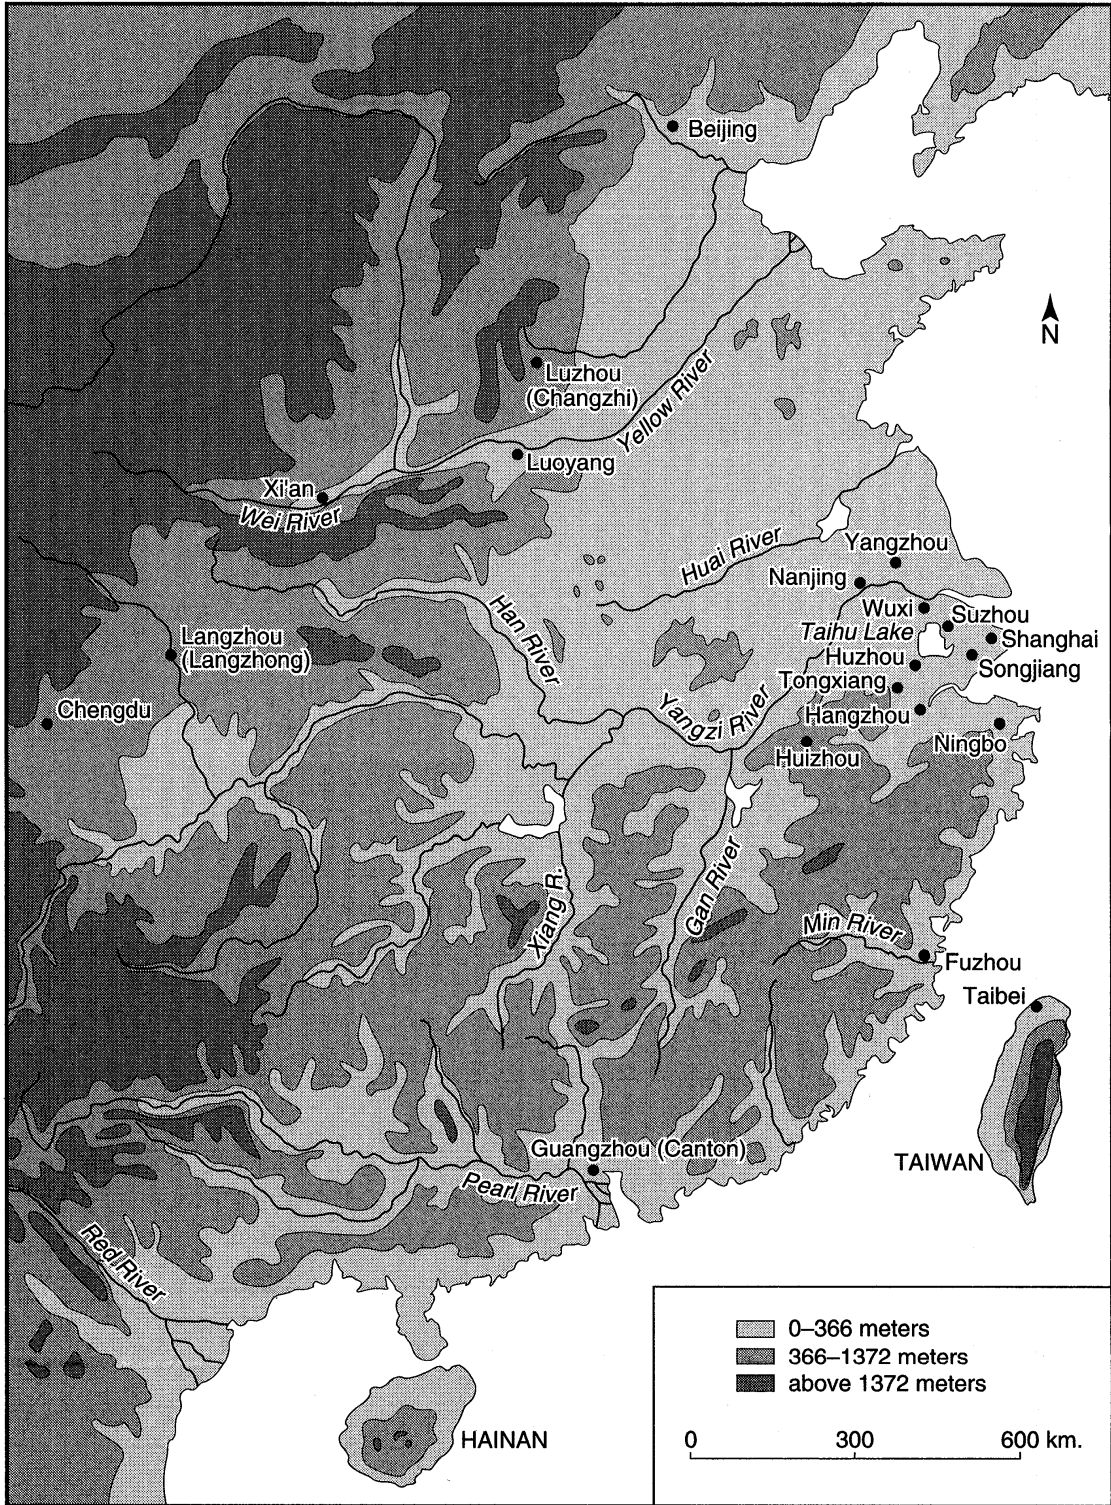 Beijing
N
Luzhou
(Changzhi)
Yellow River
Luoyang
Xi'an
Wei River
Huai River
Yangzhou
Nanjing
Wuxi
Suzhou
Taihu Lake
Shanghai
Huzhou
Songjiang
Tongxiang
Hangzhou
Ningbo
Huizhou
Han River
Langzhou
(Langzhong)
Chengdu
Yangzi River
Xiang R.
Gan River
Min River
Fuzhou
Taibei
TAIWAN
Guangzhou (Canton)
Pearl River
Red River
HAINAN
0–366 meters
366–1372 meters
above 1372 meters
0 300 600 km.